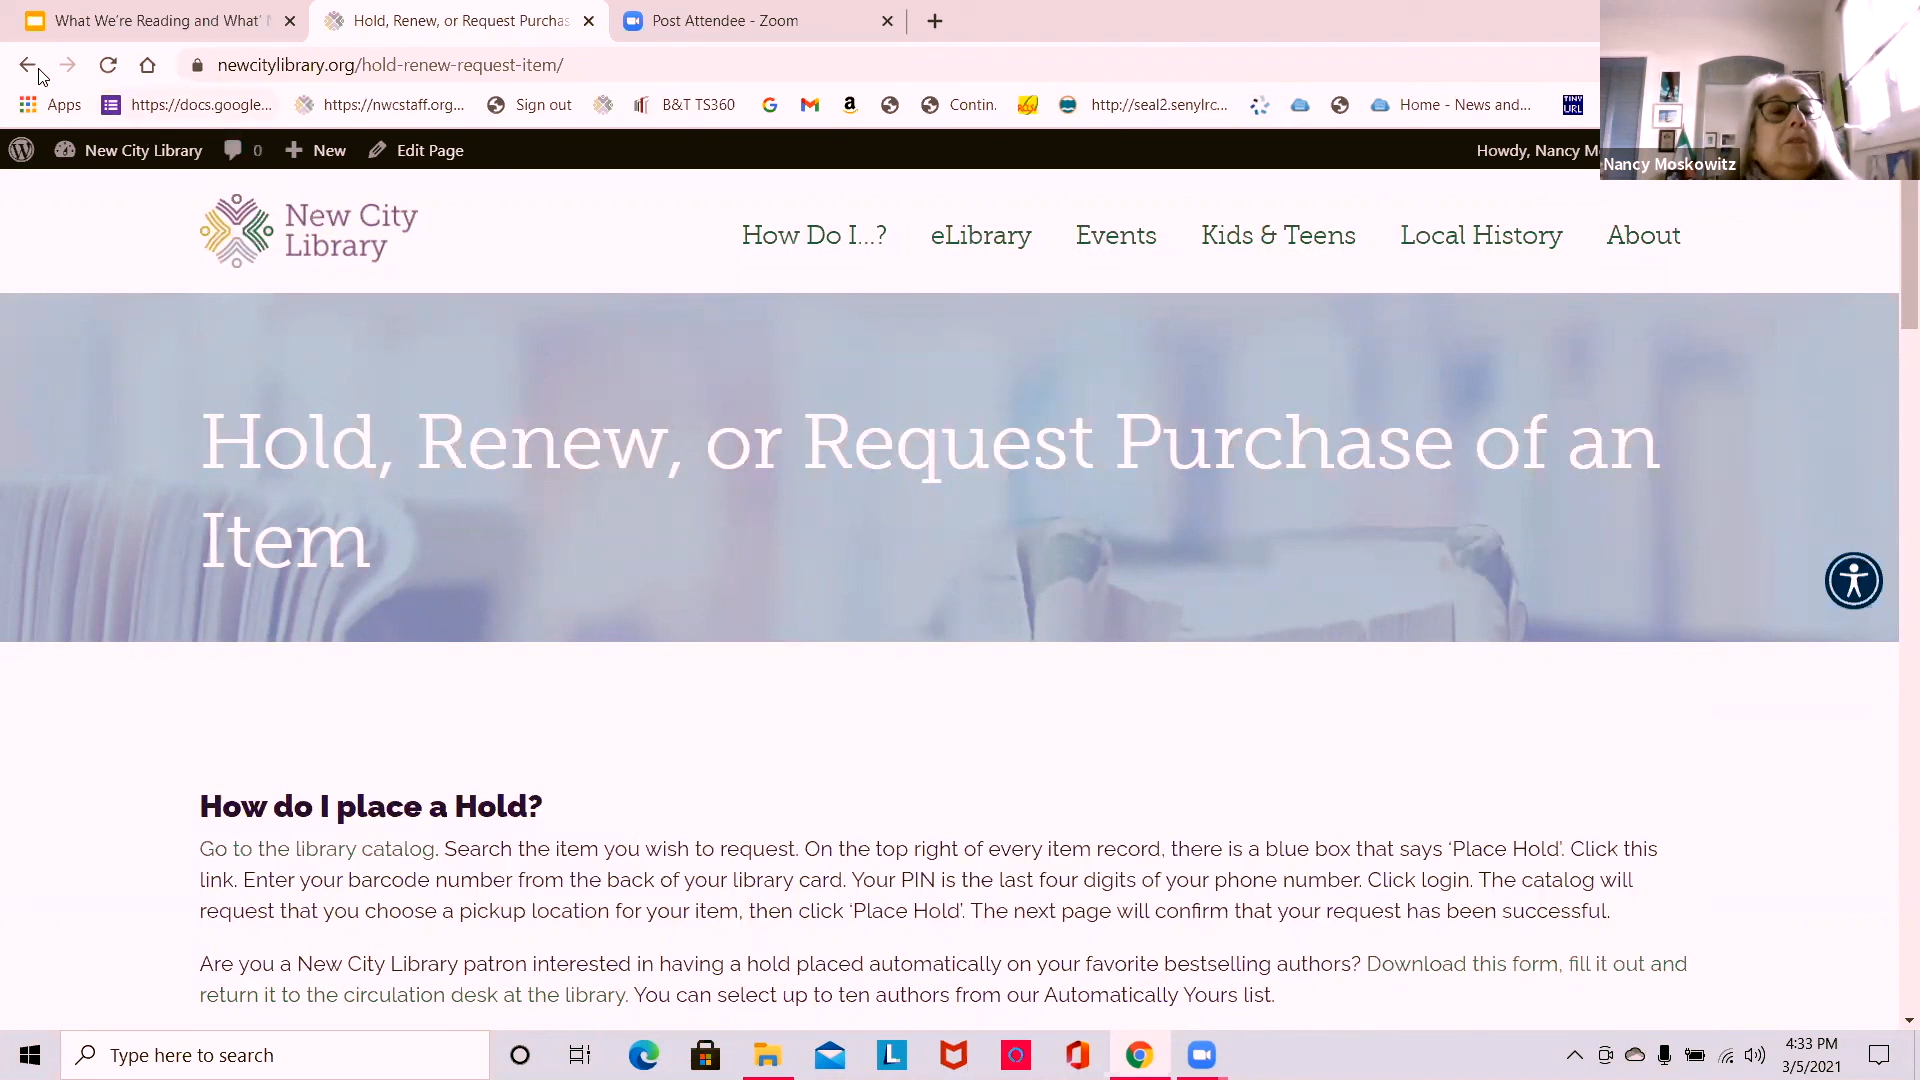 What We're Reading and What'
Hold, Renew, or Request Purchas
Post Attendee - Zoom
newcitylibrary.org/hold-renew-request-item/
Apps
https://docs.google...
https://nwcstaff.org...
Sign out
B&T TS360
Contin.
http://seal2.senylrc...
Home - News and...
TINY
URL
New City Library
0
New
Edit Page
Howdy, Nancy M
Nancy Moskowitz
New City
Library
How Do I...?
eLibrary
Events
Kids & Teens
Local History
About
Hold, Renew, or Request Purchase of an
Item
How do I place a Hold?
Go to the library catalog. Search the item you wish to request. On the top right of every item record, there is a blue box that says ‘Place Hold’. Click this
link. Enter your barcode number from the back of your library card. Your PIN is the last four digits of your phone number. Click login. The catalog will
request that you choose a pickup location for your item, then click ‘Place Hold’. The next page will confirm that your request has been successful.
Are you a New City Library patron interested in having a hold placed automatically on your favorite bestselling authors? Download this form, fill it out and
return it to the circulation desk at the library. You can select up to ten authors from our Automatically Yours list.
Type here to search
4:33 PM
3/5/2021